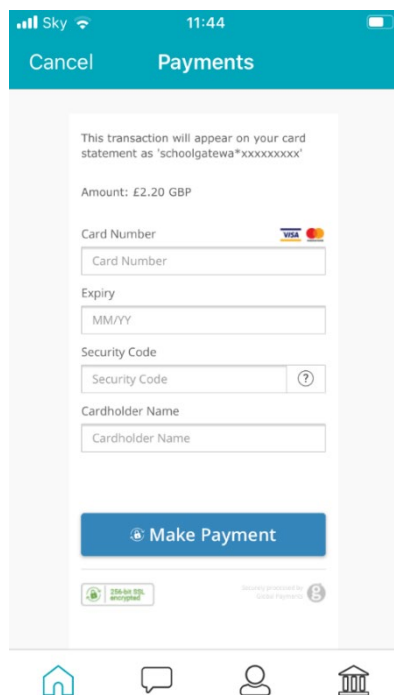 Sky 11:44
Cancel Payments
This transaction will appear on your card
statement as 'schoolgatewa*xxxxxxxxx'
Amount: £2.20 GBP
Card Number VISA
Card Number
Expiry
MM/YY
Security Code
Security Code ?
Cardholder Name
Cardholder Name
Make Payment
256-bit SSL
encrypted
Securely processed by
Global Payments